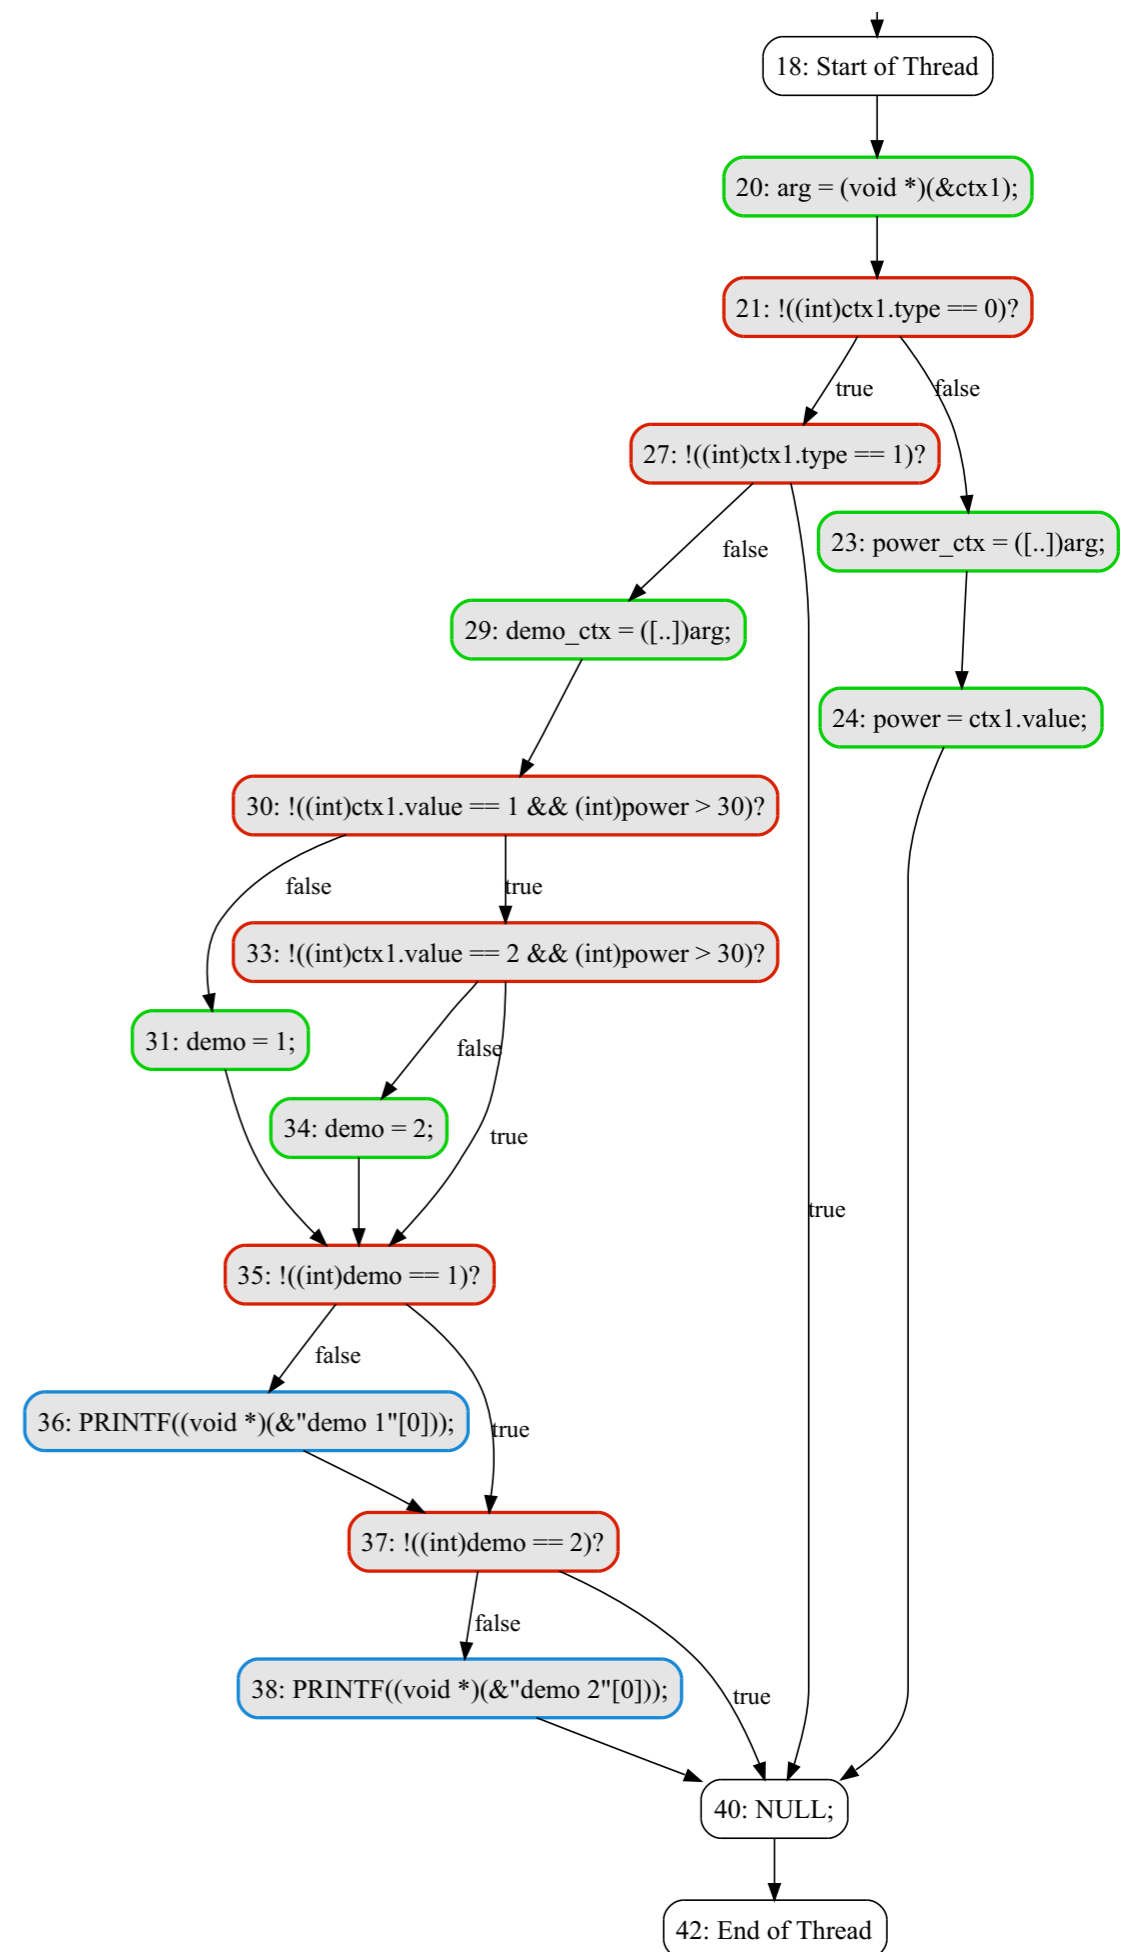 18: Start of Thread
20: arg = (void *)(&ctx1);
21: !((int)ctx1.type == 0)?
true
false
27: !((int)ctx1.type == 1)?
23: power_ctx = ([..])arg;
false
29: demo_ctx = ([..])arg;
24: power = ctx1.value;
30: !((int)ctx1.value == 1 && (int)power > 30)?
false
true
33: !((int)ctx1.value == 2 && (int)power > 30)?
31: demo = 1;
false
34: demo = 2;
true
true
35: !((int)demo == 1)?
false
36: PRINTF((void *)(&"demo 1"[0]));
true
37: !((int)demo == 2)?
false
38: PRINTF((void *)(&"demo 2"[0]));
true
40: NULL;
42: End of Thread